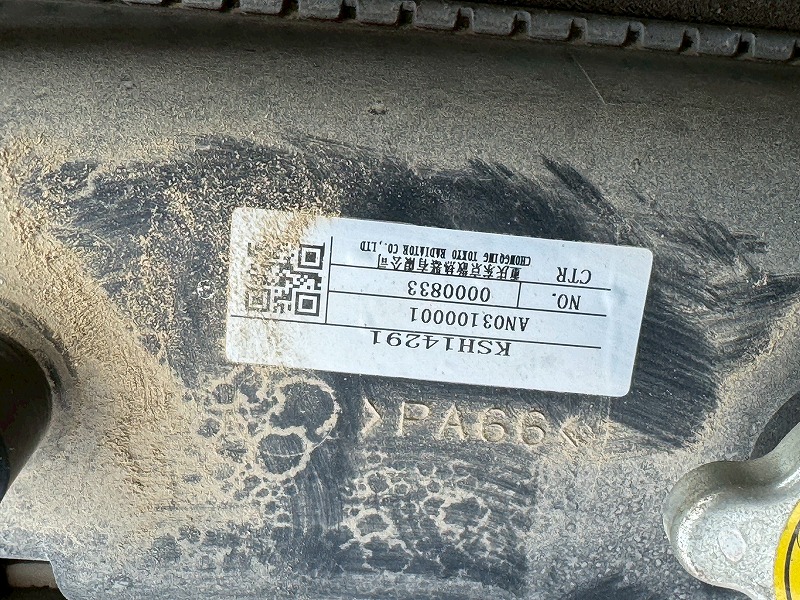 KSH14291
AN03100001
NO. 0000833
CTR 重庆东京散热器有限公司
CHONGQING TOKYO RADIATOR CO.,LTD
>PA66<